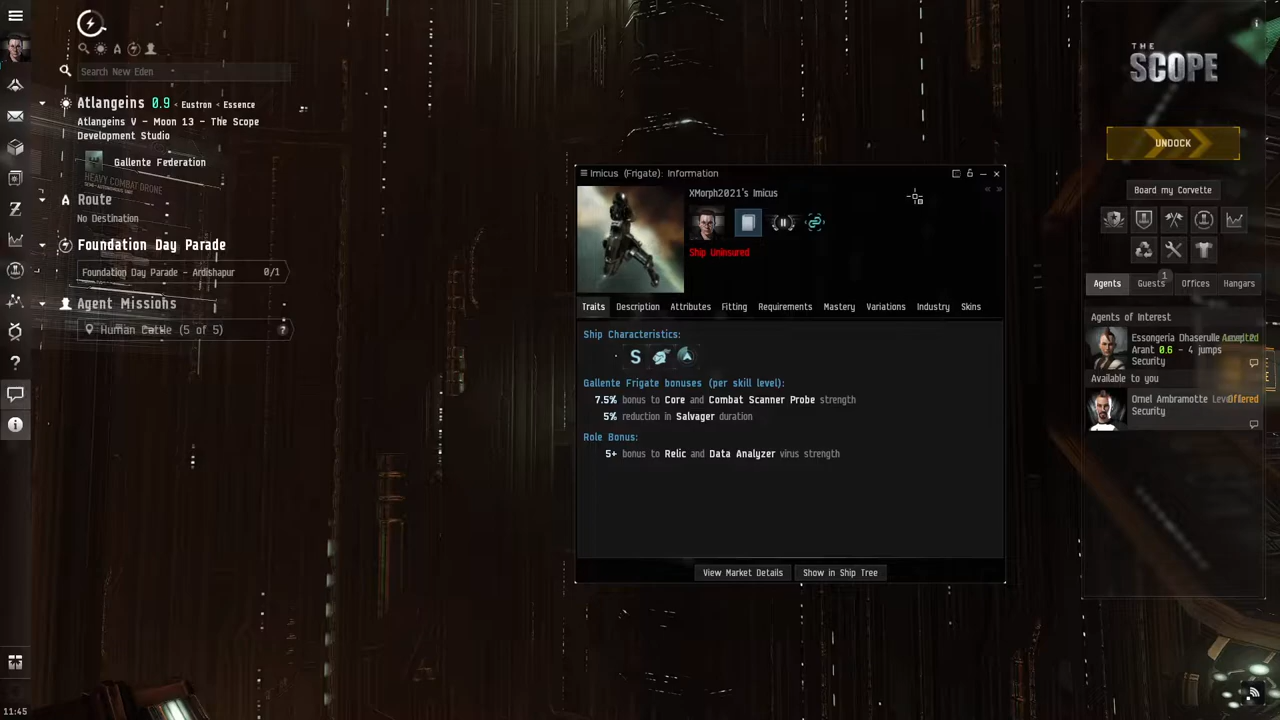 Search New Eden
Atlangeins 0.9 < Eustron < Essence
Atlangeins V - Moon 13 - The Scope
Development Studio
Gallente Federation
HEAVY COMBAT DRONE
Route
No Destination
Foundation Day Parade
Foundation Day Parade - Ardishapur 0/1
Agent Missions
Human Cattle (5 of 5) ?
11:45
Imicus (Frigate): Information
XMorph2021's Imicus
Ship Uninsured
Traits Description Attributes Fitting Requirements Mastery Variations Industry Skins
Ship Characteristics:
· S
Gallente Frigate bonuses (per skill level):
7.5% bonus to Core and Combat Scanner Probe strength
5% reduction in Salvager duration
Role Bonus:
5+ bonus to Relic and Data Analyzer virus strength
View Market Details Show in Ship Tree
THE
SCOPE
UNDOCK
Board my Corvette
1
Agents Guests Offices Hangars
Agents of Interest
Essongeria Dhaserulle Accepted
Arant 0.6 - 4 jumps
Security
Available to you
Ornel Ambramotte Offered
Security